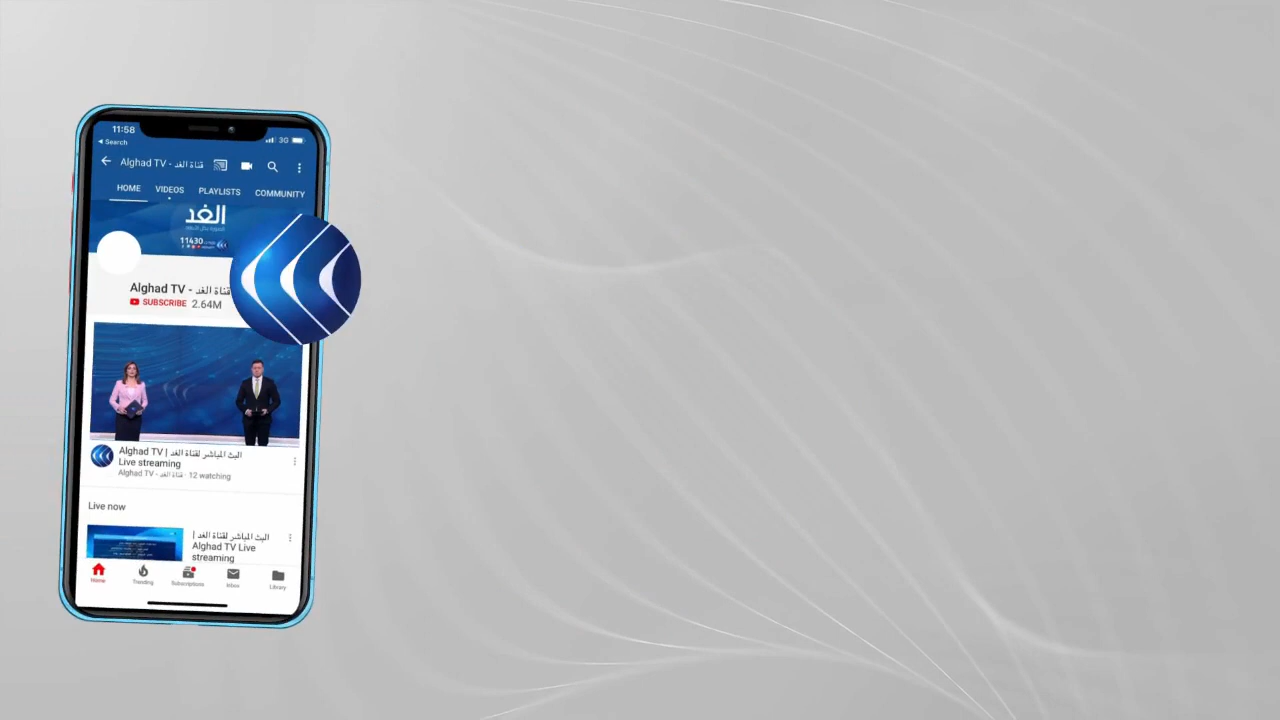 11:58
3G
Search
Alghad TV - قناة الغد
HOME VIDEOS PLAYLISTS COMMUNITY
الغد
11430
Alghad TV - قناة الغد
SUBSCRIBE 2.64M
Alghad TV | البث المباشر لقناة الغد
Live streaming
Alghad TV - قناة الغد · 12 watching
Live now
البث المباشر لقناة الغد |
Alghad TV Live
streaming
Home Trending Subscriptions Inbox Library